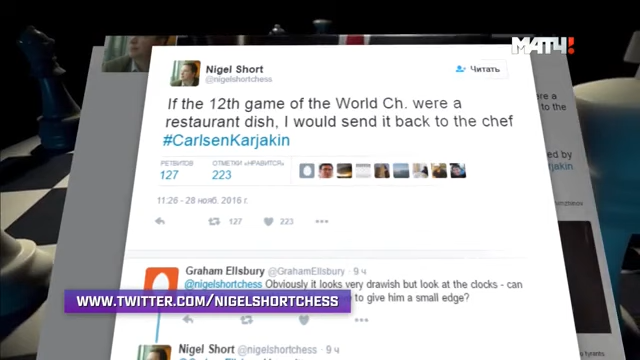 МАТЧ!
Nigel Short
@nigelshortchess
Читать
If the 12th game of the World Ch. were a
restaurant dish, I would send it back to the chef
#CarlsenKarjakin
РЕТВИТОВ
ОТМЕТКИ «НРАВИТСЯ»
127
223
11:26 - 28 нояб. 2016 г.
127
223
Graham Ellsbury @GrahamEllsbury · 9 ч
@nigelshortchess Obviously it looks very drawish but look at the clocks - can
to give him a small edge?
WWW.TWITTER.COM/NIGELSHORTCHESS
Nigel Short @nigelshortchess · 9 ч